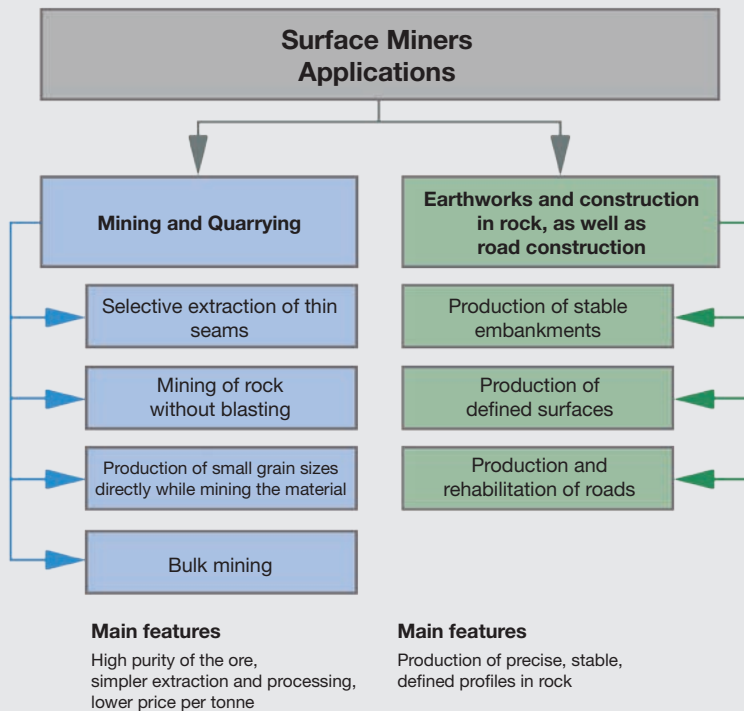 Surface Miners
Applications
Mining and Quarrying
Selective extraction of thin
seams
Mining of rock
without blasting
Production of small grain sizes
directly while mining the material
Bulk mining
Main features
High purity of the ore,
simpler extraction and processing,
lower price per tonne
Earthworks and construction
in rock, as well as
road construction
Production of stable
embankments
Production of
defined surfaces
Production and
rehabilitation of roads
Main features
Production of precise, stable,
defined profiles in rock